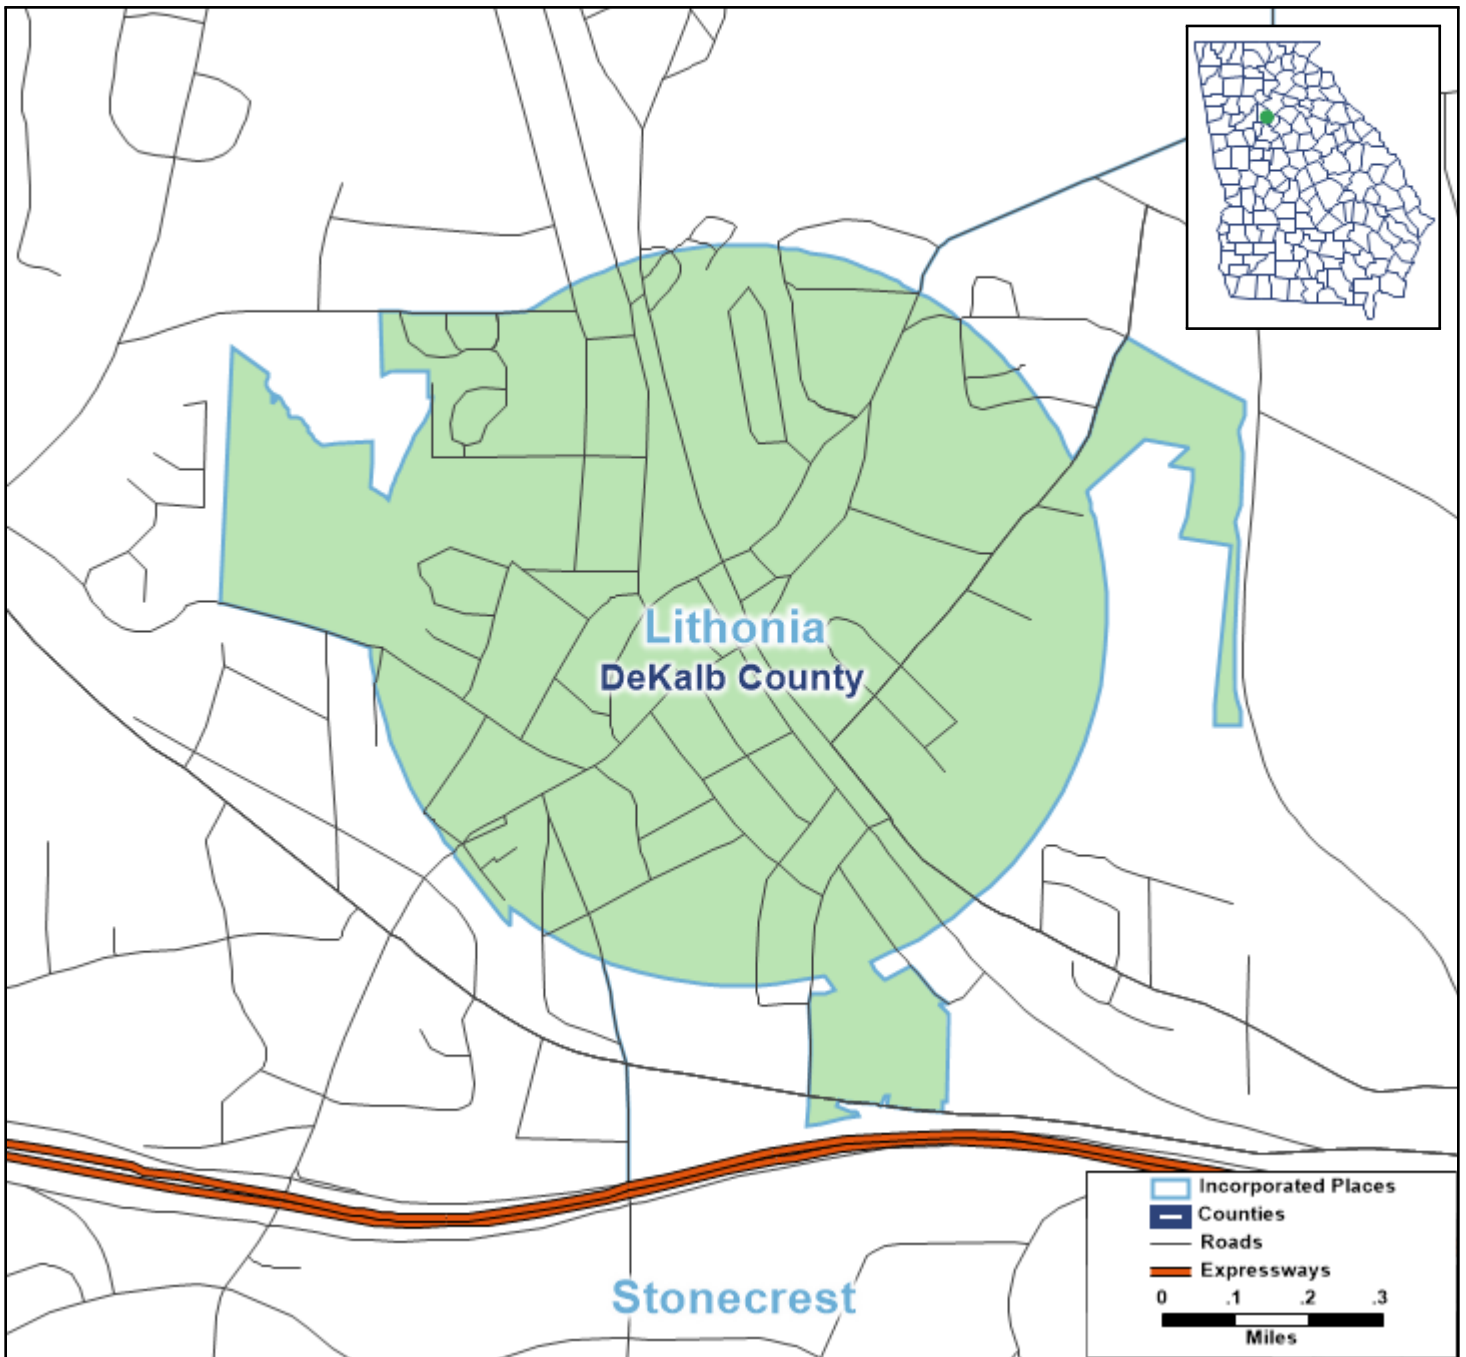 Lithonia
DeKalb County
Stonecrest
Incorporated Places
Counties
Roads
Expressways
0 .1 .2 .3
Miles